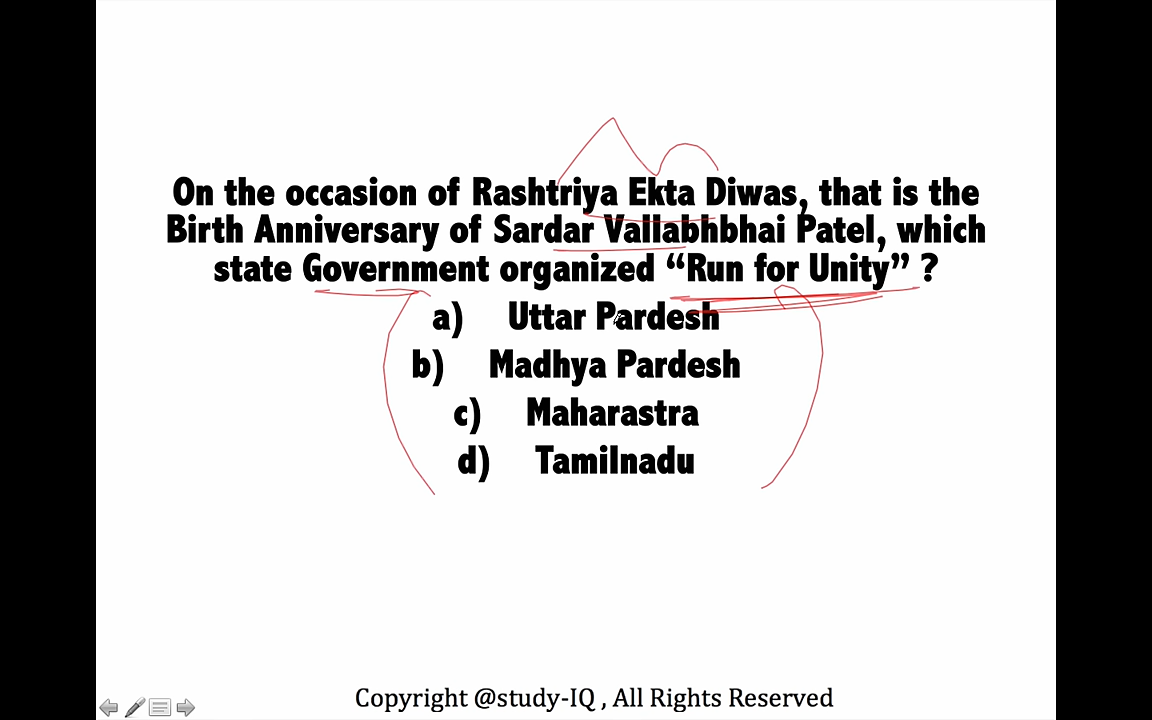 On the occasion of Rashtriya Ekta Diwas, that is the
Birth Anniversary of Sardar Vallabhbhai Patel, which
state Government organized “Run for Unity” ?
a) Uttar Pardesh
b) Madhya Pardesh
c) Maharastra
d) Tamilnadu
Copyright @study-IQ , All Rights Reserved